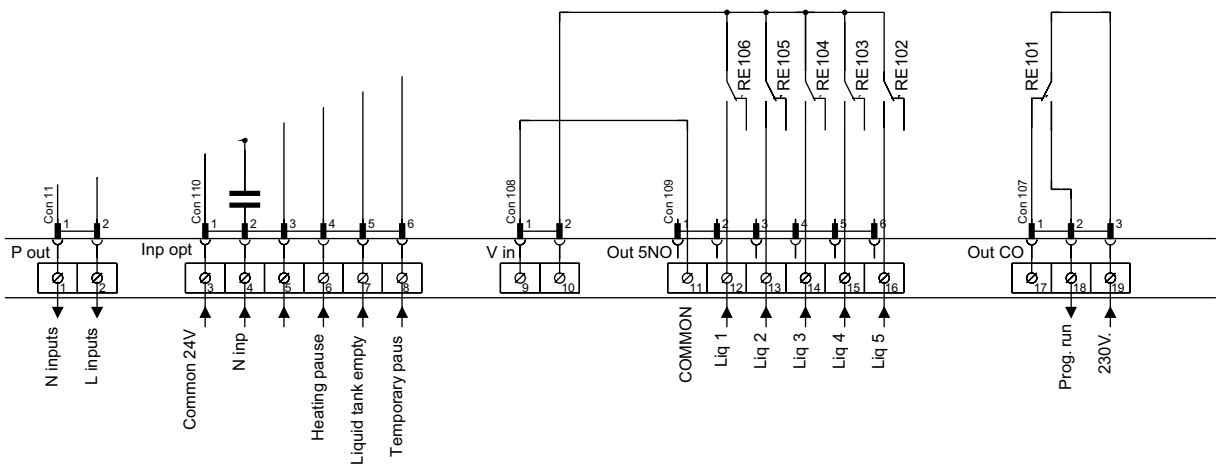 RE106
RE105
RE104
RE103
RE102
RE101
Con 11
1
2
Con 110
1
2
3
4
5
6
Con 108
1
2
Con 109
1
2
3
4
5
6
Con 107
1
2
3
P out
Inp opt
V in
Out 5NO
Out CO
1
2
3
4
5
6
7
8
9
10
11
12
13
14
15
16
17
18
19
N inputs
L inputs
Common 24V
N inp
Heating pause
Liquid tank empty
Temporary paus
COMMON
Liq 1
Liq 2
Liq 3
Liq 4
Liq 5
Prog. run
230V.